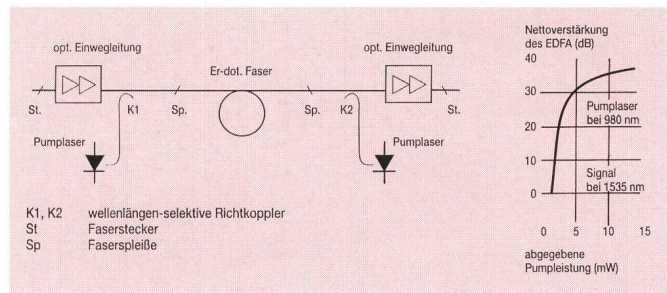 opt. Einwegleitung
opt. Einwegleitung
Er-dot. Faser
St.
K1
Sp.
Sp.
K2
St.
Pumplaser
Pumplaser
K1, K2 wellenlängen-selektive Richtkoppler
St Faserstecker
Sp Faserspleiße
Nettoverstärkung
des EDFA (dB)
40
30
20
10
0
Pumplaser
bei 980 nm
Signal
bei 1535 nm
0 5 10 15
abgegebene
Pumpleistung (mW)